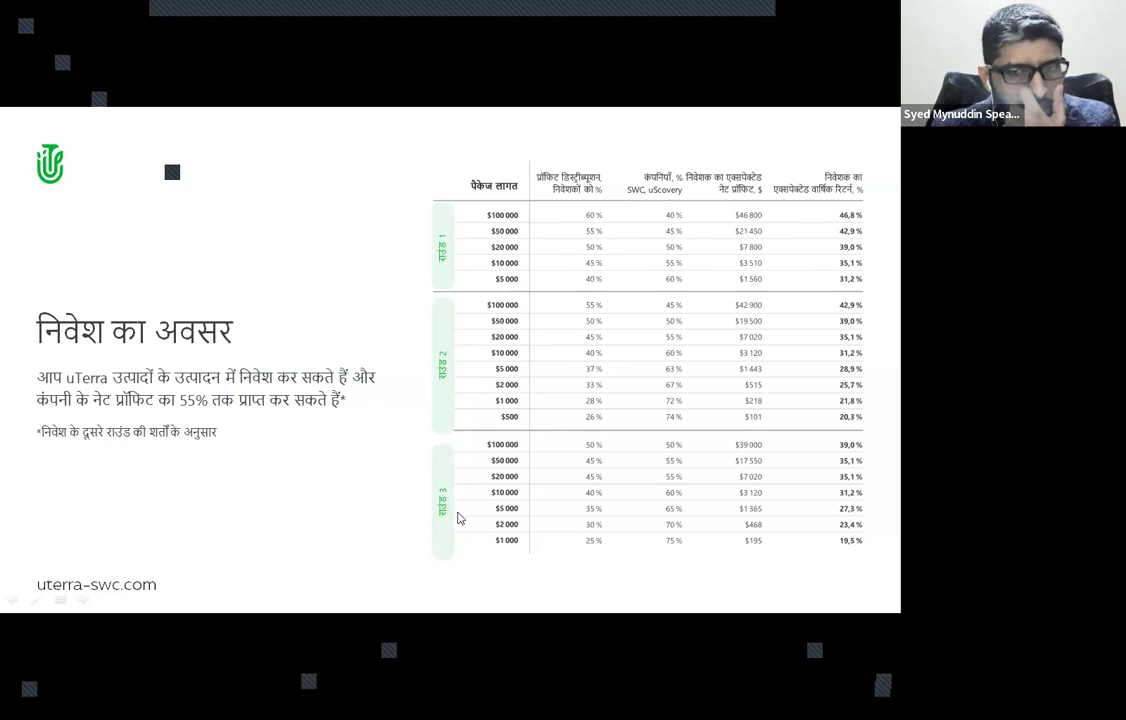 Syed Mynuddin Spea...
निवेश का अवसर
आप uTerra उत्पादों के उत्पादन में निवेश कर सकते हैं और
कंपनी के नेट प्रॉफिट का 55% तक प्राप्त कर सकते हैं*
*निवेश के दूसरे राउंड की शर्तों के अनुसार
uterra-swc.com
पैकेज लागत
प्रॉफिट डिस्ट्रीब्यूशन,
निवेशकों को %
कंपनियाँ, %
SWC, uScovery
निवेशक का एक्सपेक्टेड
नेट प्रॉफिट, $
निवेशक का
एक्सपेक्टेड वार्षिक रिटर्न, %
राउंड 1
$100 000 60 % 40 % $46 800 46,8 %
$50 000 55 % 45 % $21 450 42,9 %
$20 000 50 % 50 % $7 800 39,0 %
$10 000 45 % 55 % $3 510 35,1 %
$5 000 40 % 60 % $1 560 31,2 %
राउंड 2
$100 000 55 % 45 % $42 900 42,9 %
$50 000 50 % 50 % $19 500 39,0 %
$20 000 45 % 55 % $7 020 35,1 %
$10 000 40 % 60 % $3 120 31,2 %
$5 000 37 % 63 % $1 443 28,9 %
$2 000 33 % 67 % $515 25,7 %
$1 000 28 % 72 % $218 21,8 %
$500 26 % 74 % $101 20,3 %
राउंड 3
$100 000 50 % 50 % $39 000 39,0 %
$50 000 45 % 55 % $17 550 35,1 %
$20 000 45 % 55 % $7 020 35,1 %
$10 000 40 % 60 % $3 120 31,2 %
$5 000 35 % 65 % $1 365 27,3 %
$2 000 30 % 70 % $468 23,4 %
$1 000 25 % 75 % $195 19,5 %